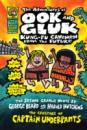 The Adventures of
OOK AND
GLUK
KUNG-FU CAVEMEN
FROM THE FUTURE
THE SECOND GRAPHIC NOVEL BY
GEORGE BEARD AND HAROLD HUTCHINS
THE CREATORS OF
CAPTAIN UNDERPANTS